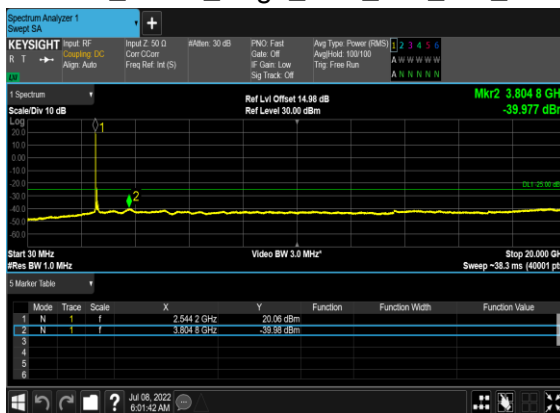 Spectrum Analyzer 1
Swept SA
KEYSIGHT
R T
Input: RF
Coupling: DC
Align: Auto
Input Z: 50 Ω
Corr CCorr
Freq Ref: Int (S)
#Atten: 30 dB
PNO: Fast
Gate: Off
IF Gain: Low
Sig Track: Off
Avg Type: Power (RMS)
Avg|Hold: 100/100
Trig: Free Run
1 2 3 4 5 6
A W W W W W
A N N N N N
1 Spectrum
Scale/Div 10 dB
Ref Lvl Offset 14.98 dB
Ref Level 30.00 dBm
Mkr2 3.804 8 GH
-39.977 dBr
Log
20.0
10.0
0.00
-10.0
-20.0
-30.0
-40.0
-50.0
-60.0
1
2
DL1 -25.00 dB
Start 30 MHz
#Res BW 1.0 MHz
Video BW 3.0 MHz*
Stop 20.000 GH
Sweep ~38.3 ms (40001 pt
5 Marker Table
Mode Trace Scale X Y Function Function Width Function Value
1 N 1 f 2.544 2 GHz 20.06 dBm
2 N 1 f 3.804 8 GHz -39.98 dBm
3
4
5
6
?
Jul 06, 2022
6:01:42 AM